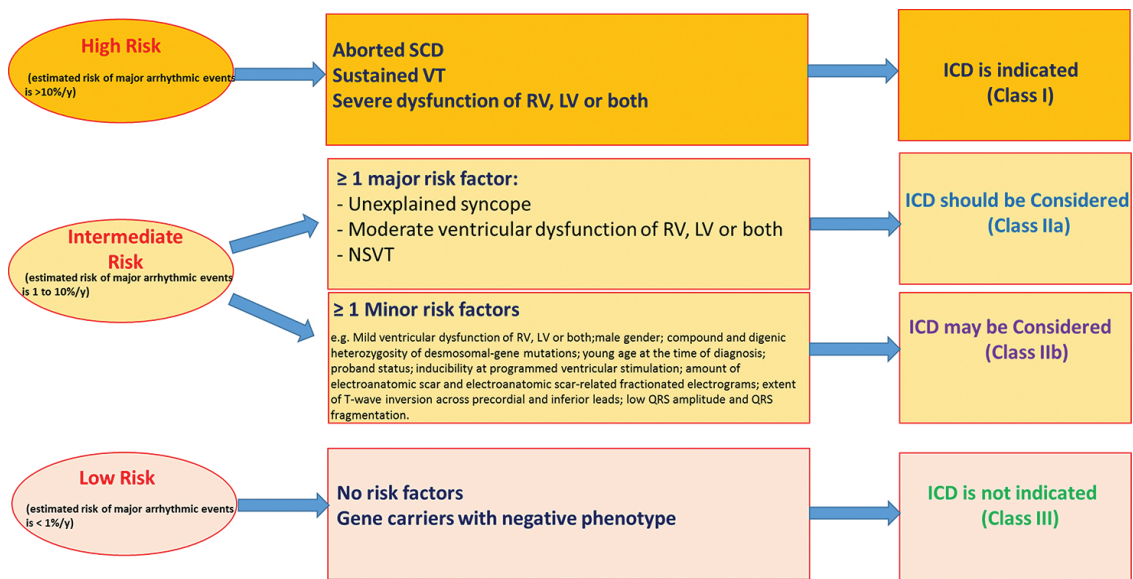 High Risk
(estimated risk of major arrhythmic events
is >10%/y)
Aborted SCD
Sustained VT
Severe dysfunction of RV, LV or both
ICD is indicated
(Class I)
Intermediate
Risk
(estimated risk of major arrhythmic events
is 1 to 10%/y)
≥ 1 major risk factor:
- Unexplained syncope
- Moderate ventricular dysfunction of RV, LV or both
- NSVT
ICD should be Considered
(Class IIa)
≥ 1 Minor risk factors
e.g. Mild ventricular dysfunction of RV, LV or both;male gender; compound and digenic
heterozygosity of desmosomal-gene mutations; young age at the time of diagnosis;
proband status; inducibility at programmed ventricular stimulation; amount of
electroanatomic scar and electroanatomic scar-related fractionated electrograms; extent
of T-wave inversion across precordial and inferior leads; low QRS amplitude and QRS
fragmentation.
ICD may be Considered
(Class IIb)
Low Risk
(estimated risk of major arrhythmic events
is < 1%/y)
No risk factors
Gene carriers with negative phenotype
ICD is not indicated
(Class III)